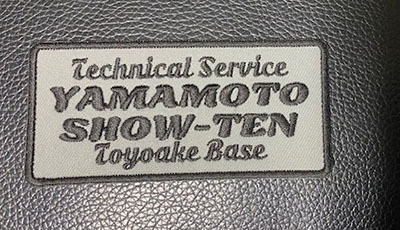 Technical Service
YAMAMOTO
SHOW-TEN
Toyoake Base